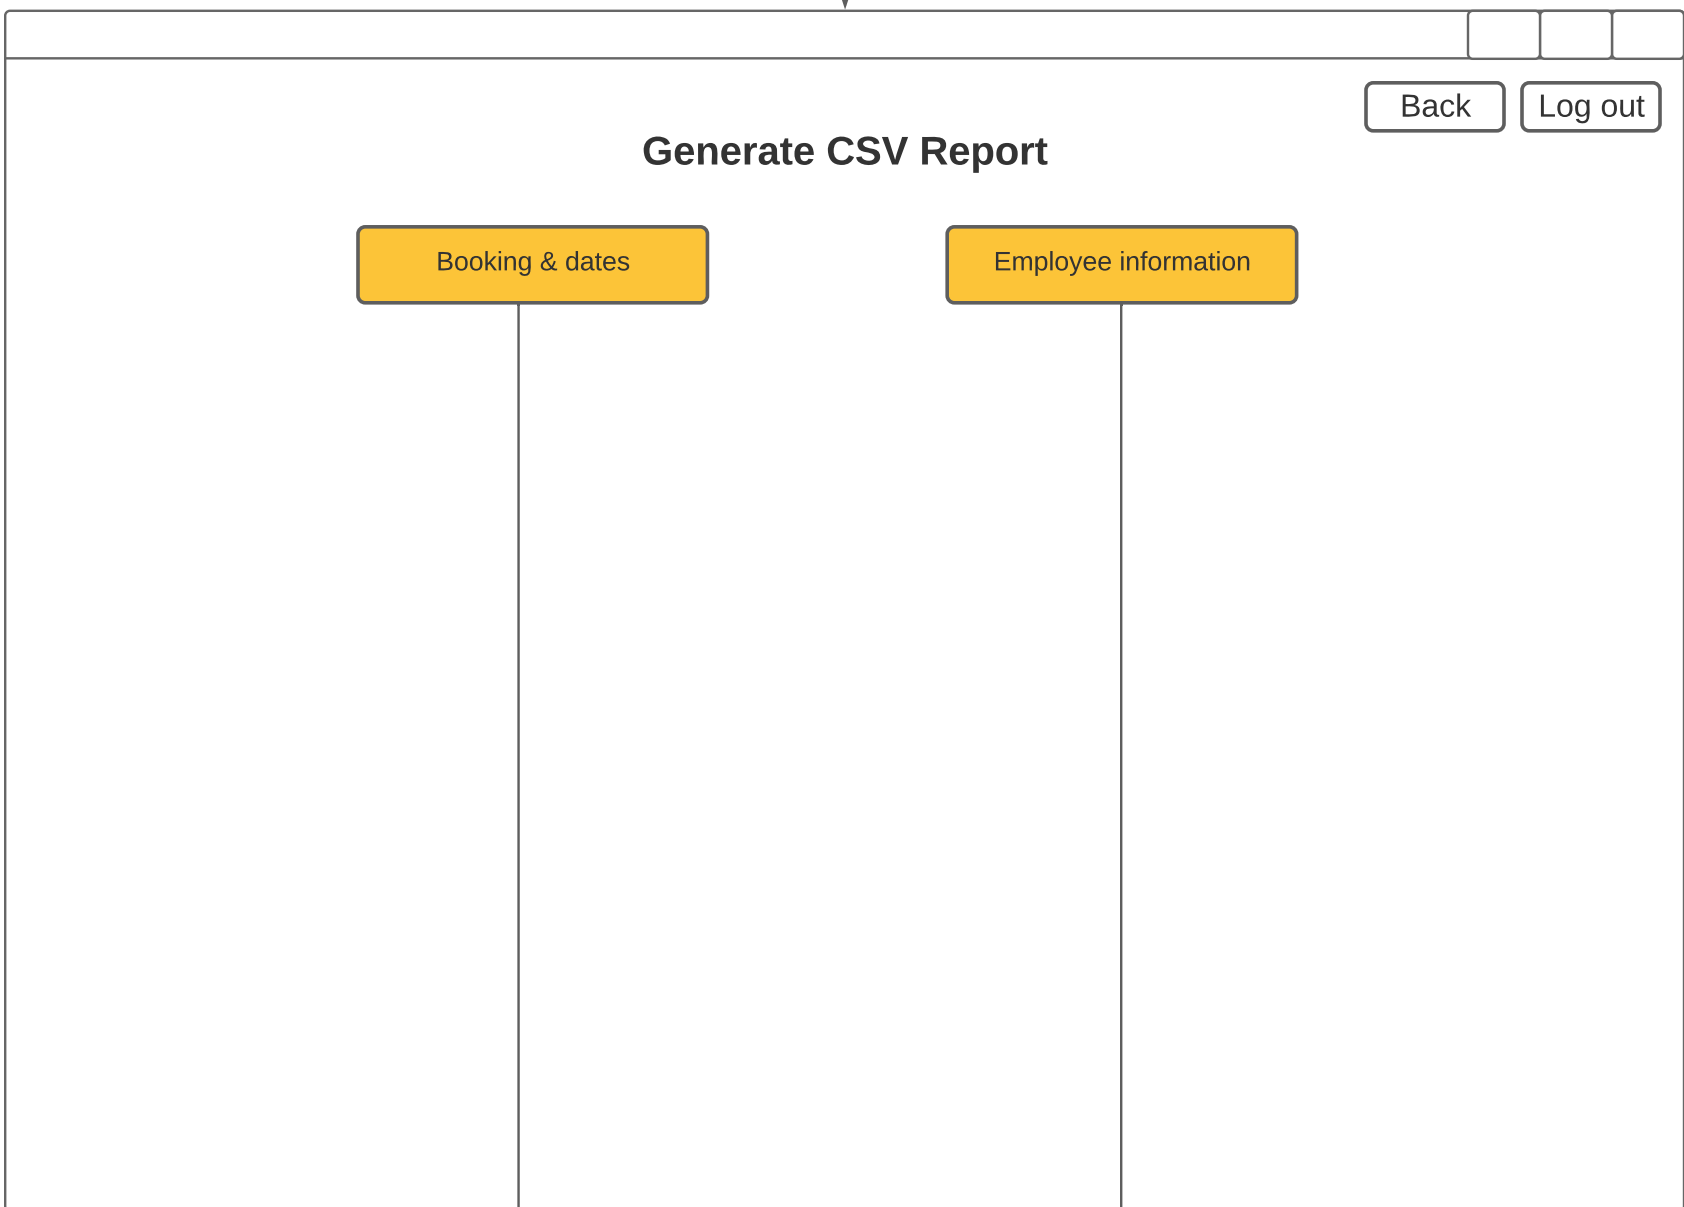 Back
Log out
Generate CSV Report
Booking & dates
Employee information